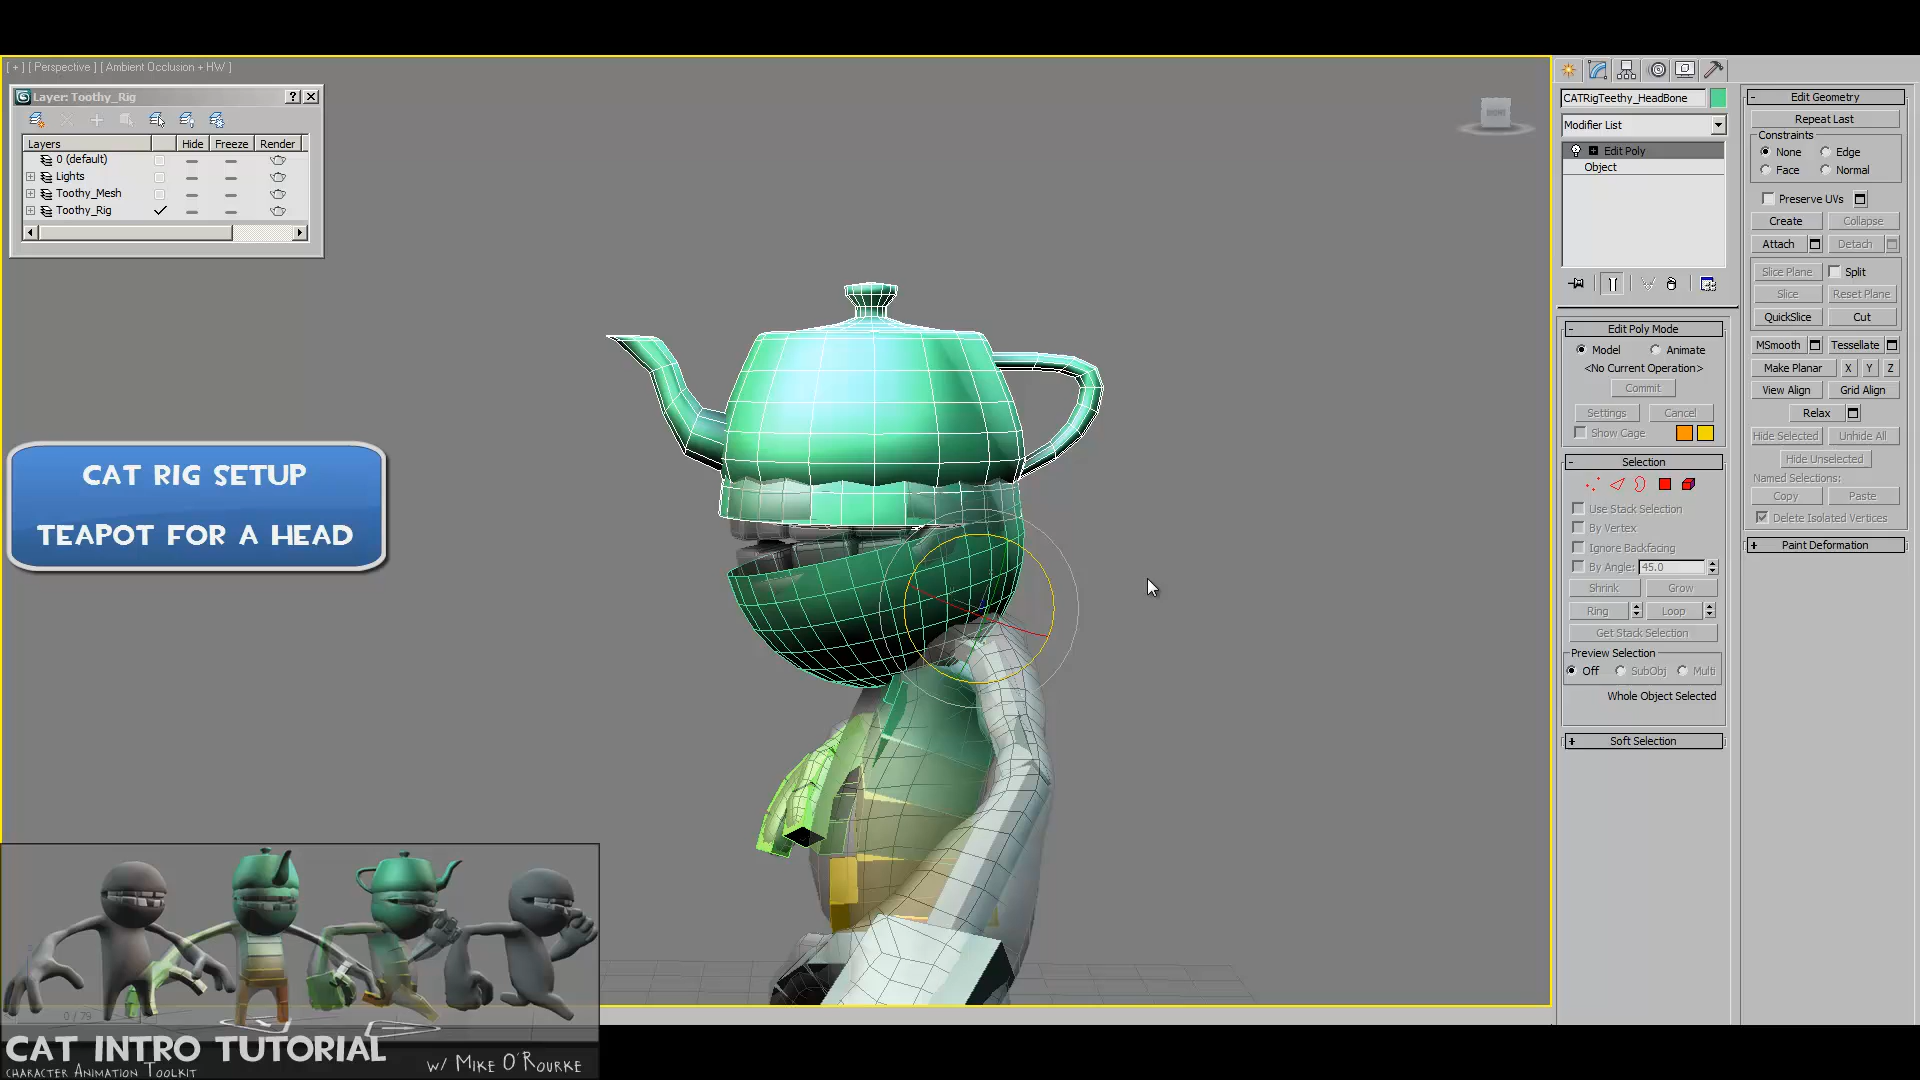 [ + ] [ Perspective ] [ Ambient Occlusion + HW ]
Layer: Toothy_Rig
?
Layers Hide Freeze Render
0 (default)
Lights
Toothy_Mesh
Toothy_Rig
CAT RIG SETUP
TEAPOT FOR A HEAD
0 / 79
CAT INTRO TUTORIAL
CHARACTER ANIMATION TOOLKIT
W/ MIKE O'ROURKE
CATRigTeethy_HeadBone
Modifier List
Edit Poly
Object
- Edit Poly Mode
Model Animate
<No Current Operation>
Commit
Settings Cancel
Show Cage
- Selection
Use Stack Selection
By Vertex
Ignore Backfacing
By Angle: 45.0
Shrink Grow
Ring Loop
Get Stack Selection
Preview Selection
Off SubObj Multi
Whole Object Selected
+ Soft Selection
- Edit Geometry
Repeat Last
Constraints
None Edge
Face Normal
Preserve UVs
Create Collapse
Attach Detach
Slice Plane Split
Slice Reset Plane
QuickSlice Cut
MSmooth Tessellate
Make Planar X Y Z
View Align Grid Align
Relax
Hide Selected Unhide All
Hide Unselected
Named Selections:
Copy Paste
Delete Isolated Vertices
+ Paint Deformation